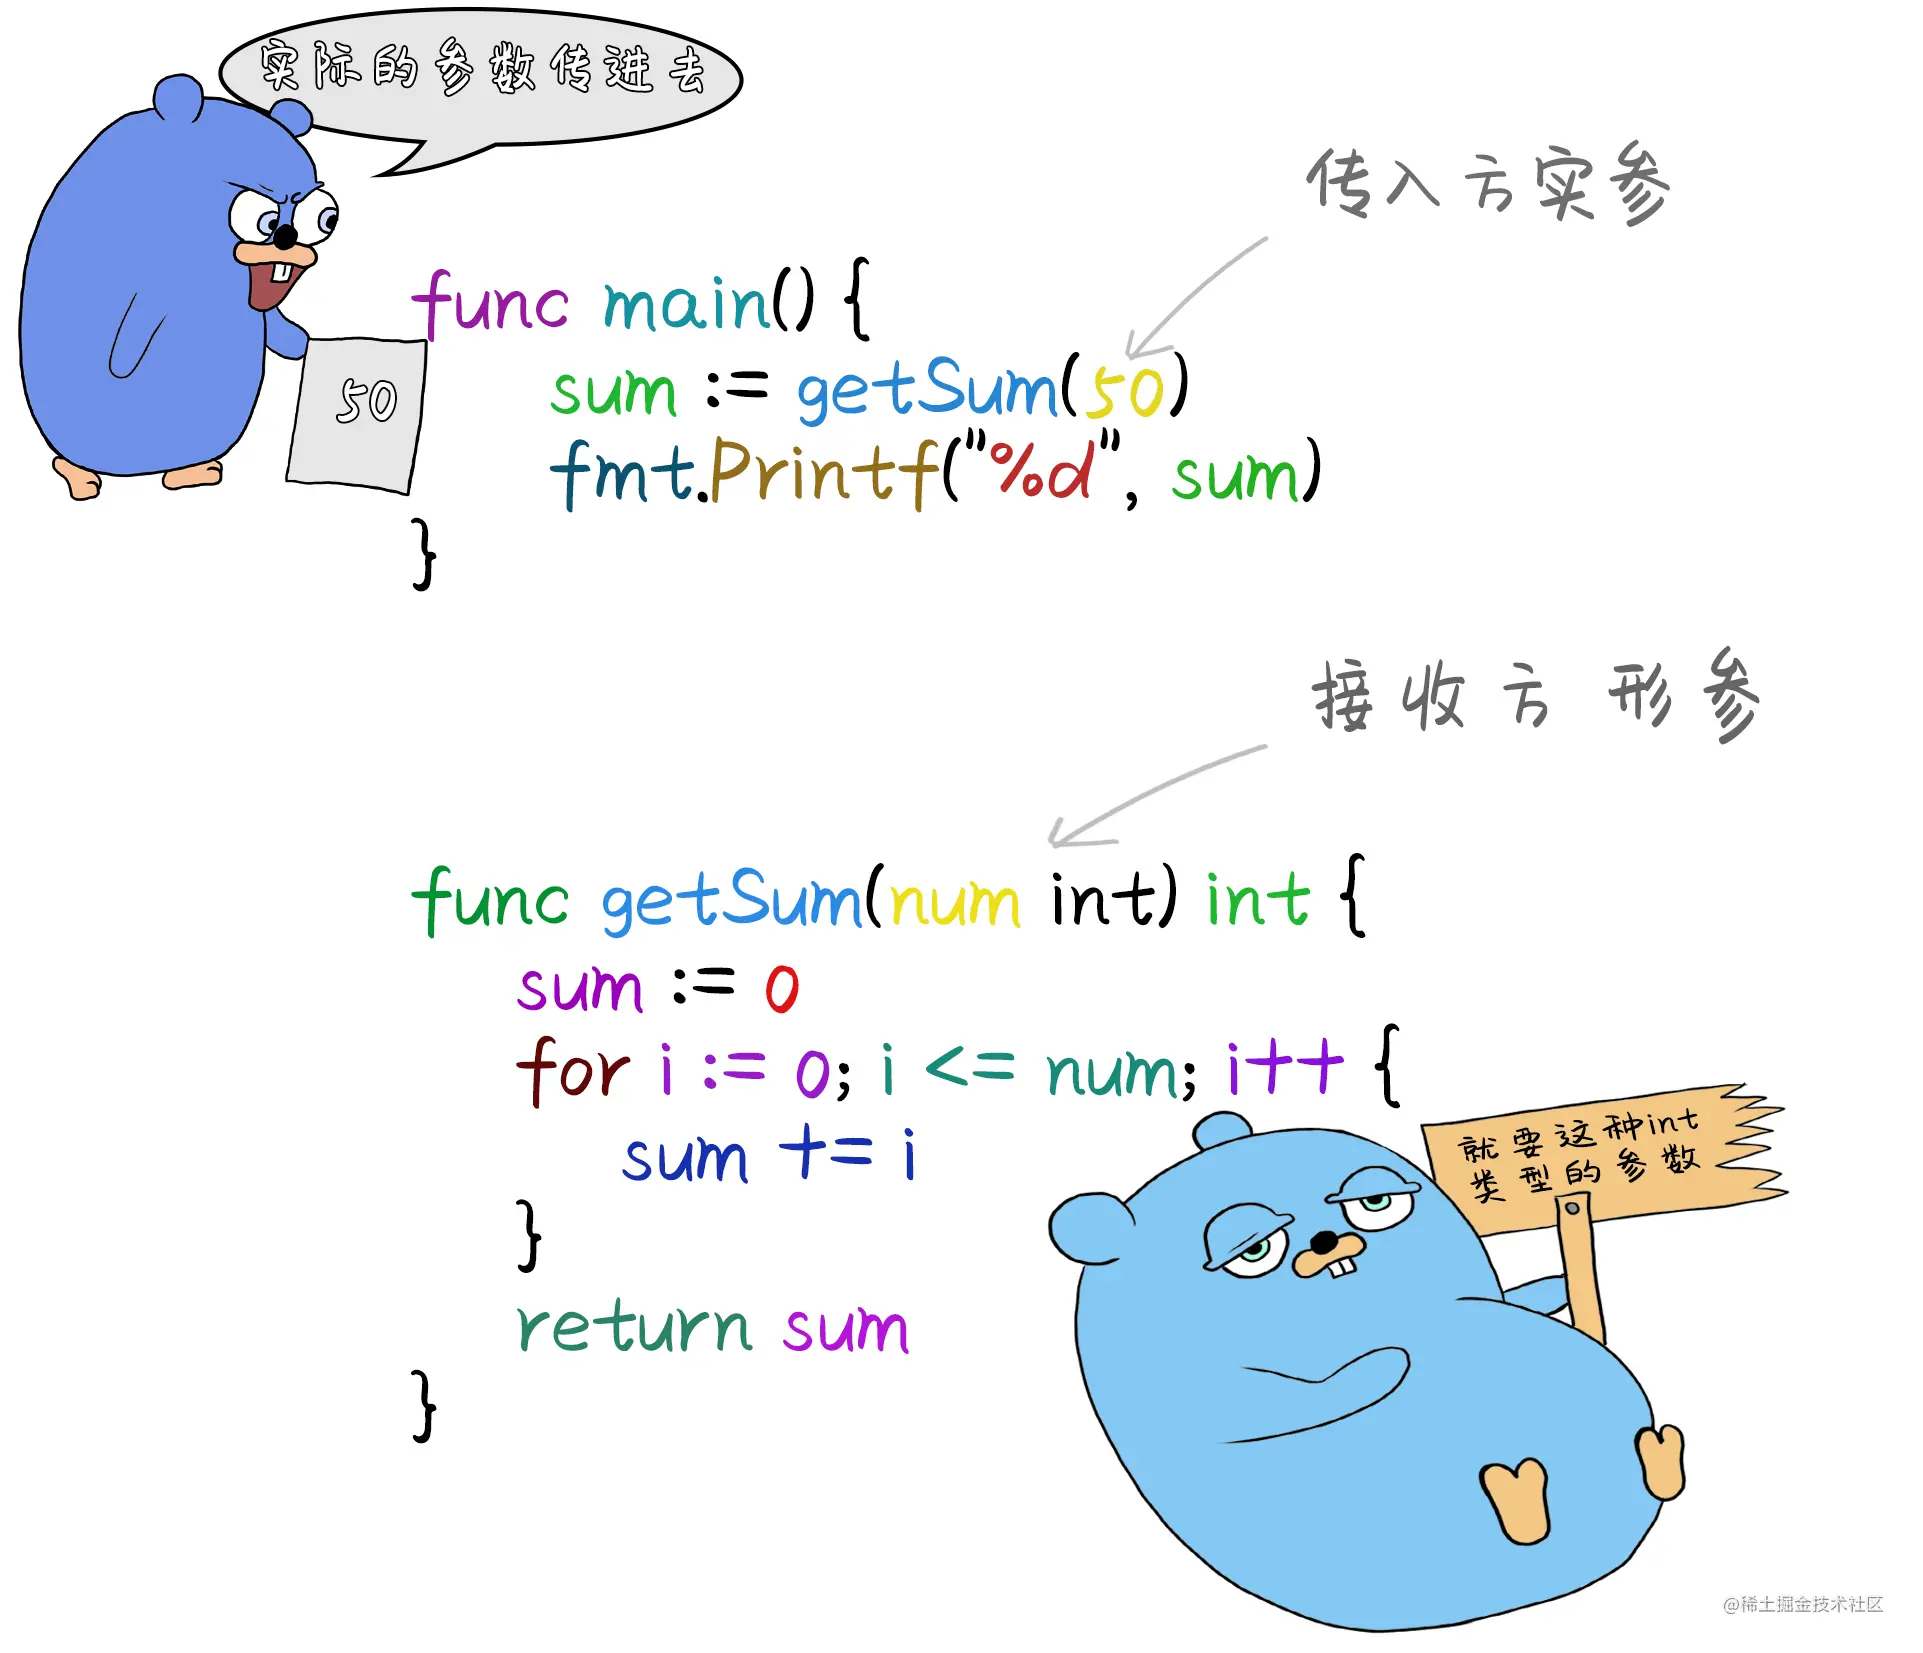 实际的参数传进去
传入方实参
func main() {
sum := getSum(50)
50
fmt.Printf("%d", sum)
}
接收方形参
func getSum(num int) int {
sum := 0
for i := 0; i <= num; i++ {
sum += i
}
return sum
}
就要这种int
类型的参数
@稀土掘金技术社区